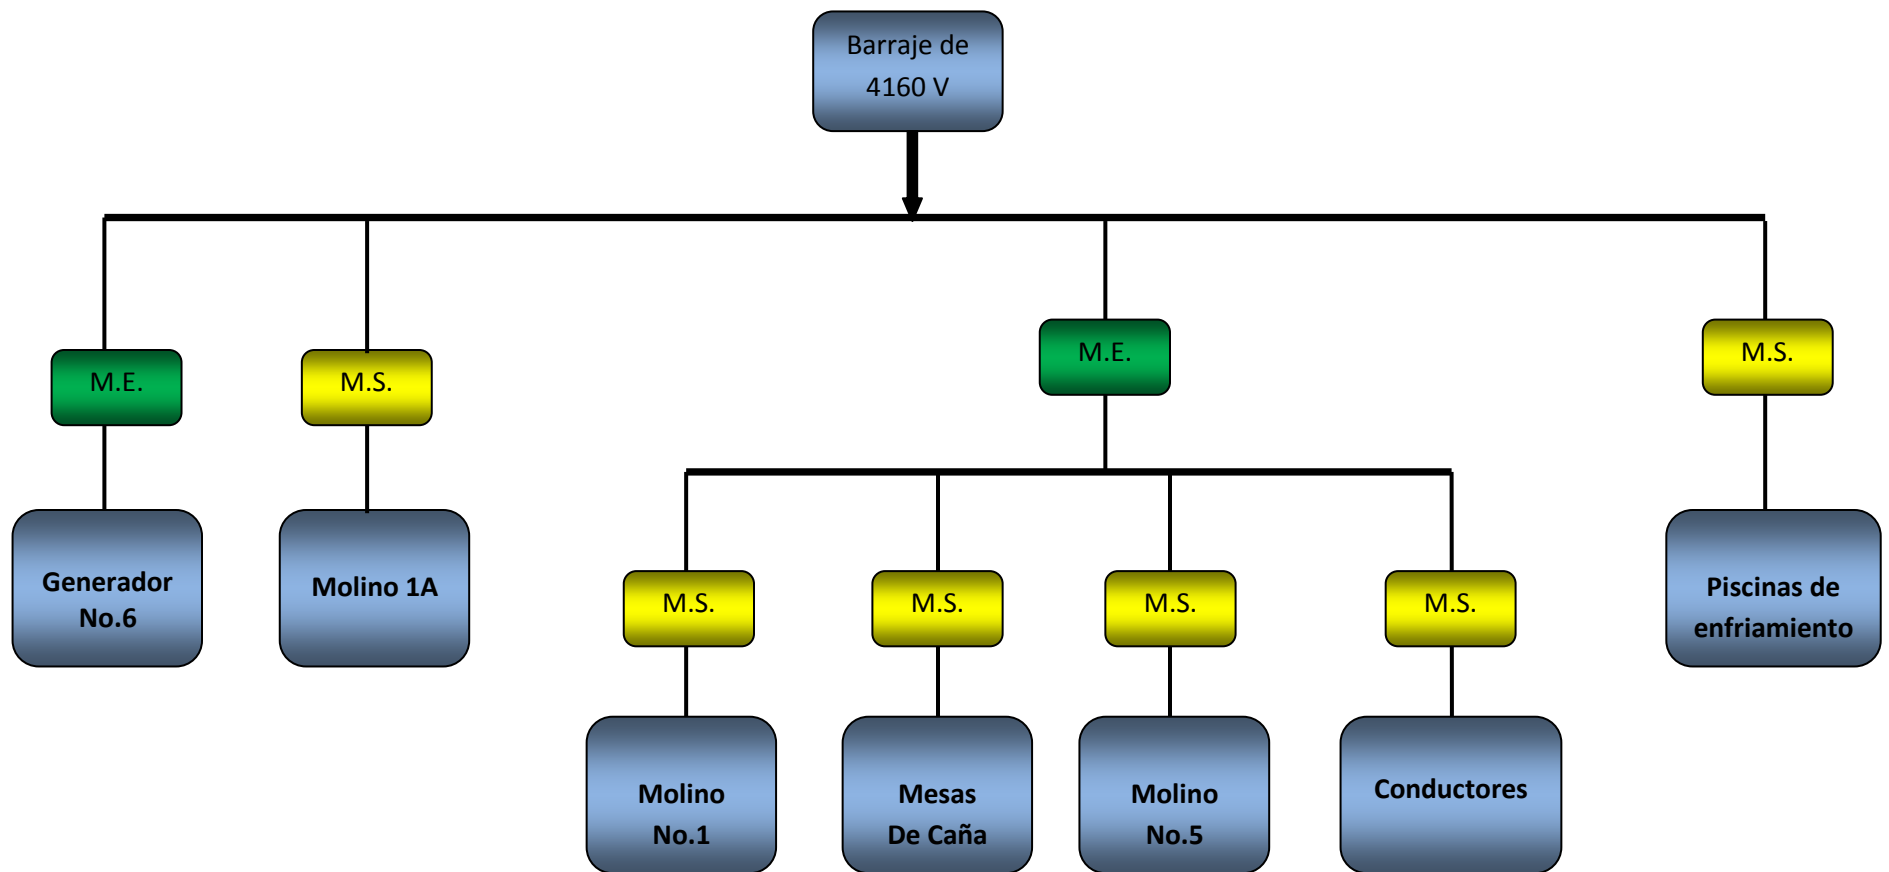 Barraje de
4160 V
M.E.
M.S.
M.E.
M.S.
Generador
No.6
Molino 1A
Piscinas de
enfriamiento
M.S.
M.S.
M.S.
M.S.
Molino
No.1
Mesas
De Caña
Molino
No.5
Conductores